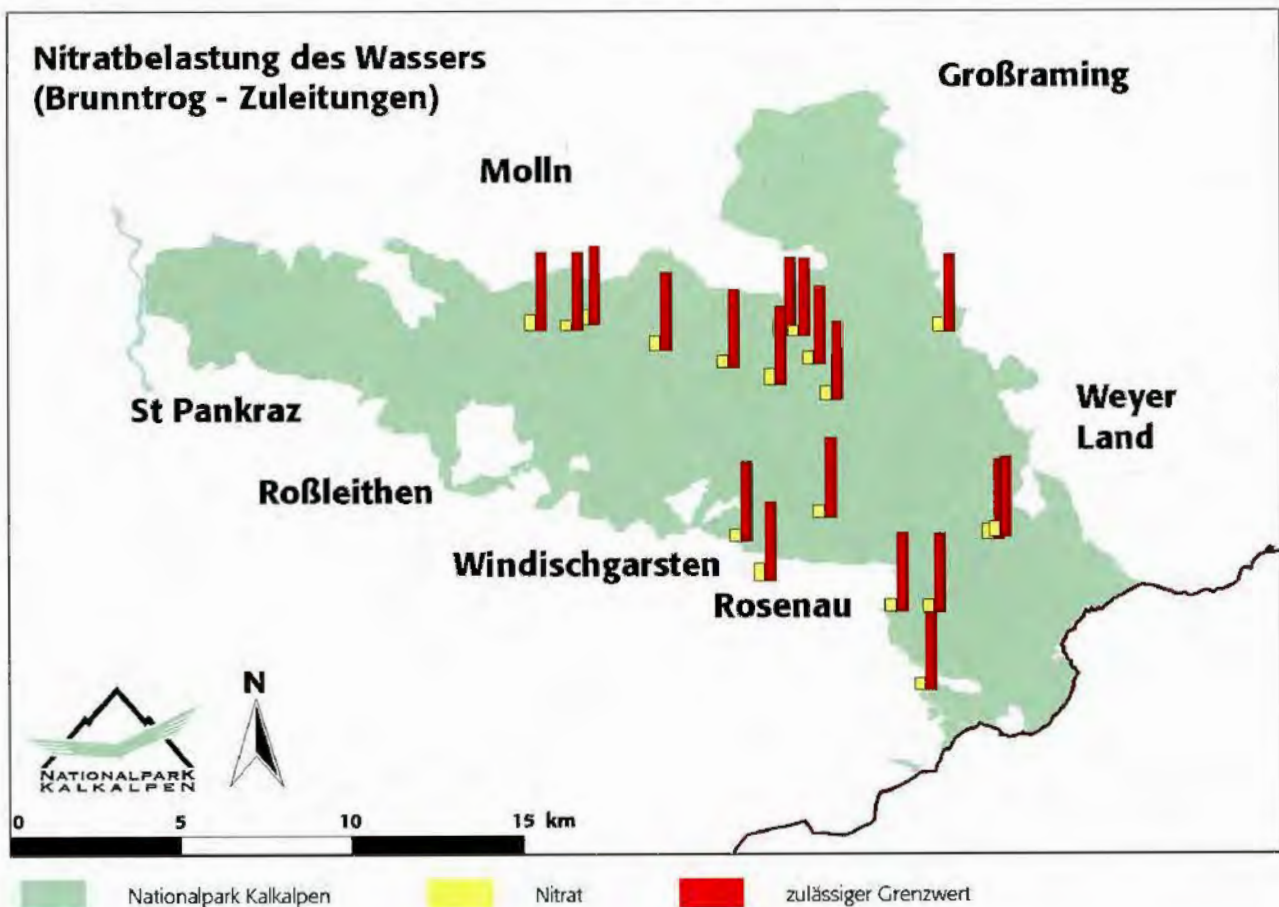 Nitratbelastung des Wassers
(Brunntrog - Zuleitungen)
Großraming
Molln
St Pankraz
Weyer
Land
Roßleithen
Windischgarsten
Rosenau
N
NATIONALPARK
KALKALPEN
0 5 10 15 km
Nationalpark Kalkalpen Nitrat zulässiger Grenzwert